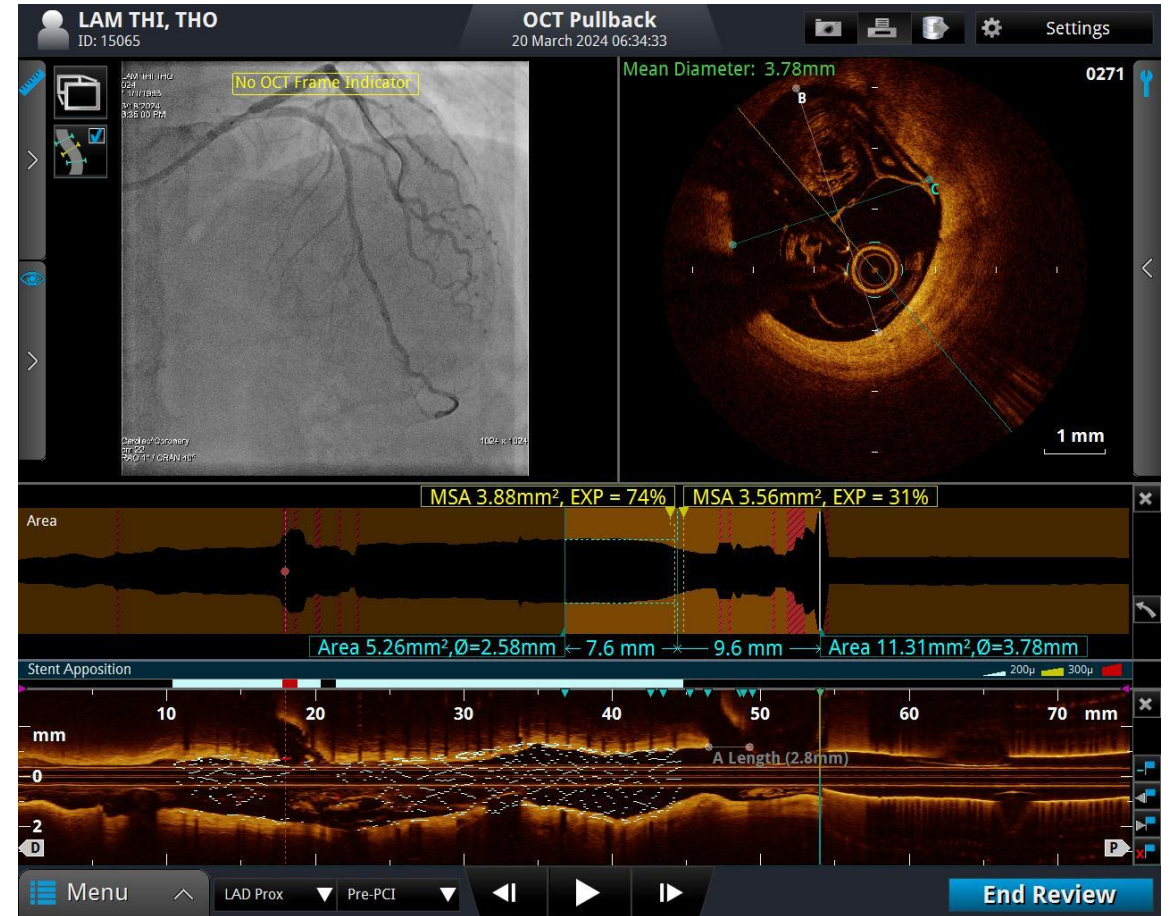 LAM THI, THO
ID: 15065
OCT Pullback
20 March 2024 06:34:33
Settings
No OCT Frame Indicator
1024 x 1024
Mean Diameter: 3.78mm
0271
B
C
1 mm
MSA 3.88mm², EXP = 74%
MSA 3.56mm², EXP = 31%
Area
Area 5.26mm²,Ø=2.58mm
7.6 mm
9.6 mm
Area 11.31mm²,Ø=3.78mm
Stent Apposition
200µ
300µ
10 20 30 40 50 60 70 mm
mm
A Length (2.8mm)
0
2
D
P
Menu
LAD Prox
Pre-PCI
End Review